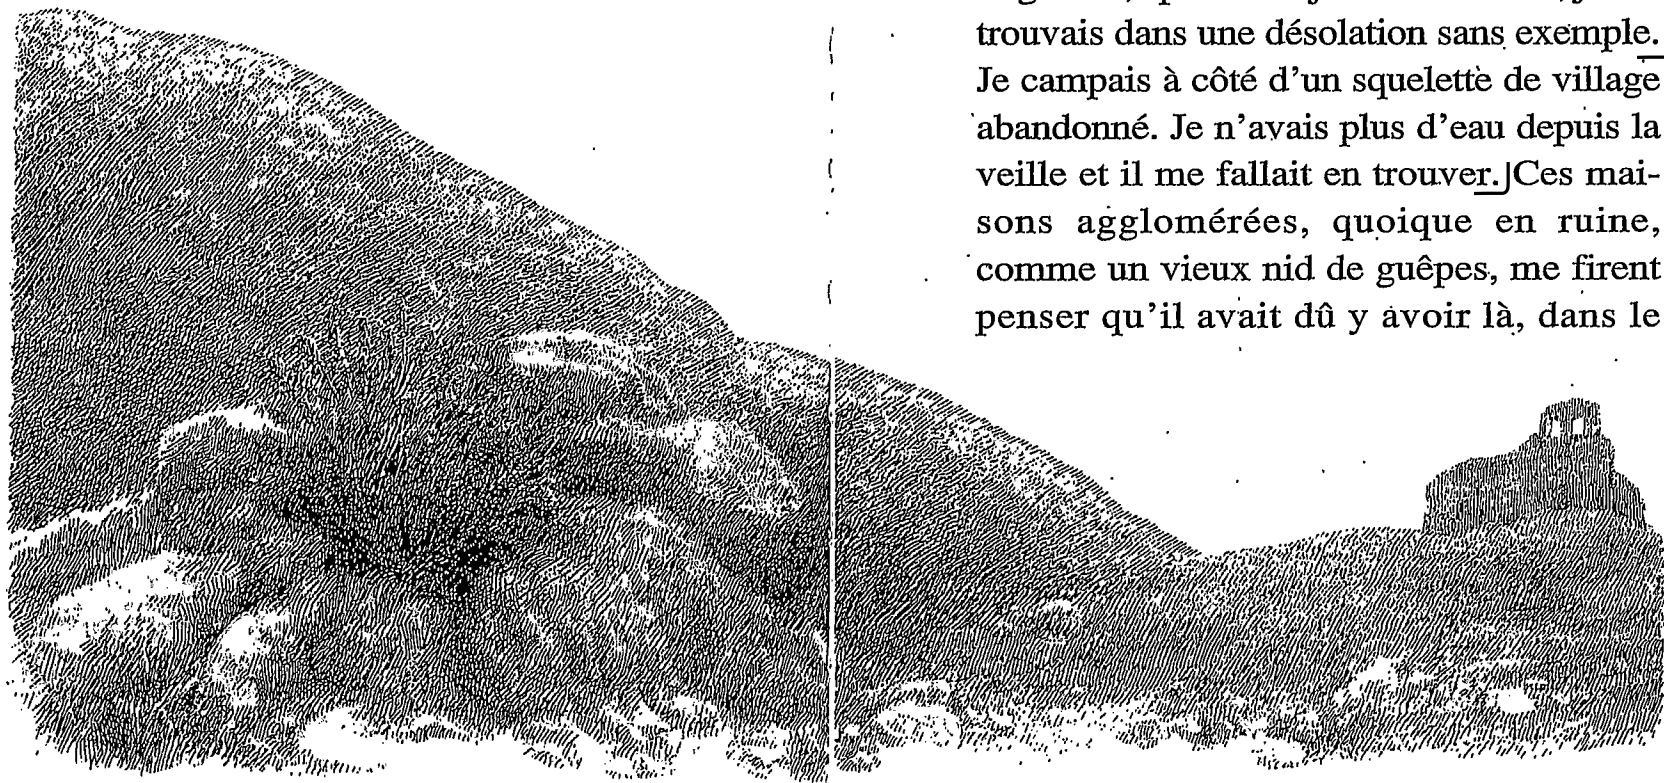 trouvais dans une désolation sans exemple.
Je campais à côté d'un squelette de village
abandonné. Je n'avais plus d'eau depuis la
veille et il me fallait en trouver. Ces mai-
sons agglomérées, quoique en ruine,
comme un vieux nid de guêpes, me firent
penser qu'il avait dû y avoir là, dans le